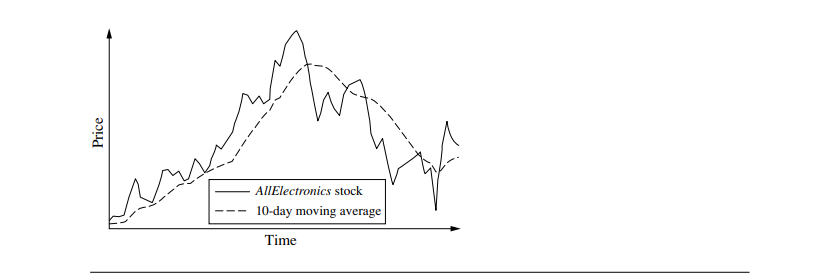 Price
AllElectronics stock
10-day moving average
Time